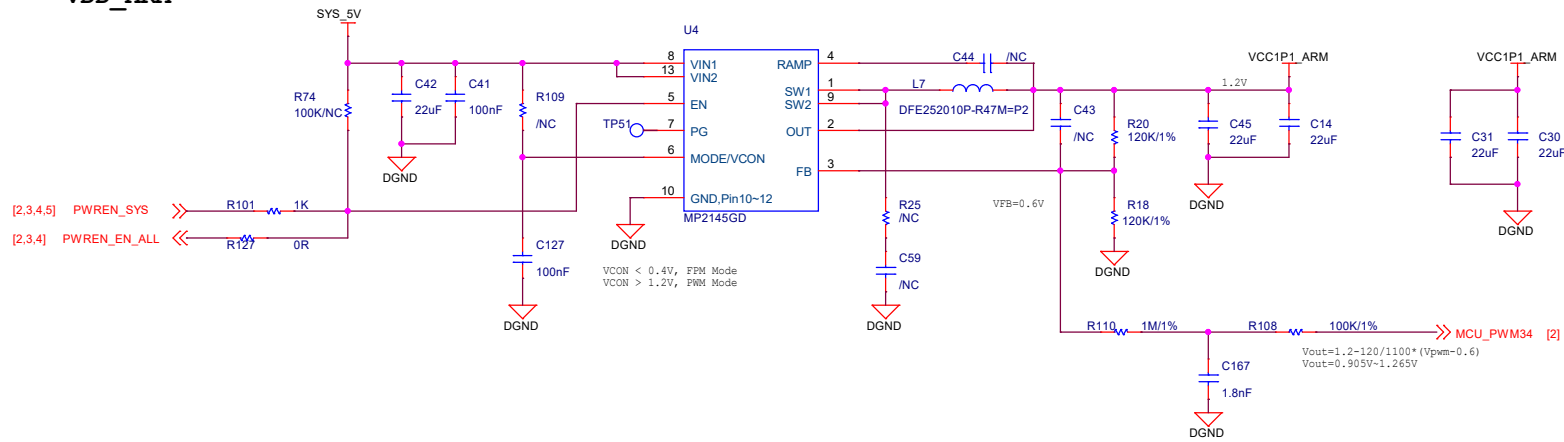 SYS_5V
U4
R74
100K/NC
C42
22uF
C41
100nF
R109
/NC
8
VIN1
13
VIN2
5
EN
TP51
7
PG
6
MODE/VCON
10
GND,Pin10~12
MP2145GD
RAMP
4
SW1
1
SW2
9
OUT
2
FB
3
C44
/NC
L7
DFE252010P-R47M=P2
C43
/NC
R20
120K/1%
1.2V
VCC1P1_ARM
C45
22uF
C14
22uF
DGND
VCC1P1_ARM
C31
22uF
C30
22uF
DGND
DGND
[2,3,4,5] PWREN_SYS
R101
1K
[2,3,4] PWREN_EN_ALL
R127
0R
C127
100nF
DGND
DGND
VCON < 0.4V, FPM Mode
VCON > 1.2V, PWM Mode
R25
/NC
C59
/NC
DGND
VFB=0.6V
R18
120K/1%
DGND
R110
1M/1%
R108
100K/1%
MCU_PWM34 [2]
Vout=1.2-120/1100*(Vpwm-0.6)
Vout=0.905V~1.265V
C167
1.8nF
DGND